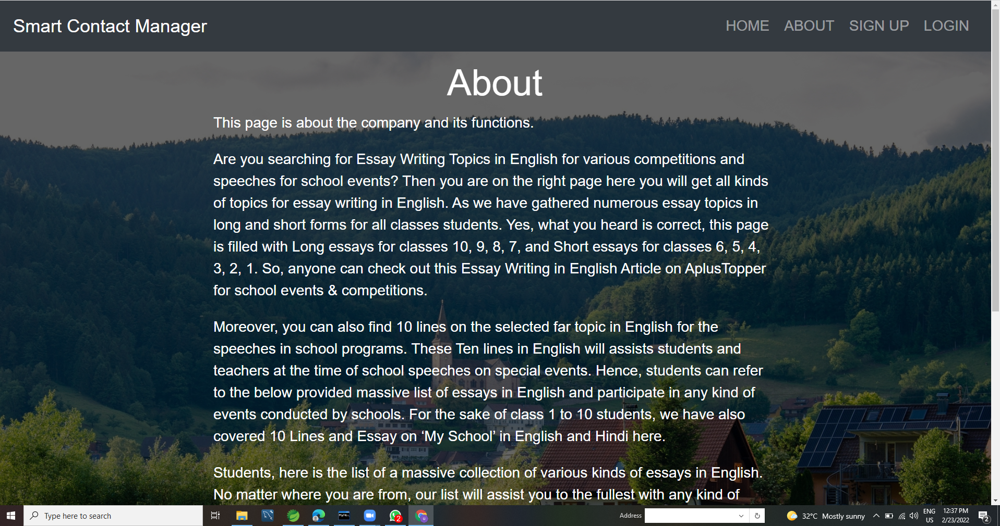 Smart Contact Manager
HOME ABOUT SIGN UP LOGIN
About
This page is about the company and its functions.
Are you searching for Essay Writing Topics in English for various competitions and
speeches for school events? Then you are on the right page here you will get all kinds
of topics for essay writing in English. As we have gathered numerous essay topics in
long and short forms for all classes students. Yes, what you heard is correct, this page
is filled with Long essays for classes 10, 9, 8, 7, and Short essays for classes 6, 5, 4,
3, 2, 1. So, anyone can check out this Essay Writing in English Article on AplusTopper
for school events & competitions.
Moreover, you can also find 10 lines on the selected far topic in English for the
speeches in school programs. These Ten lines in English will assists students and
teachers at the time of school speeches on special events. Hence, students can refer
to the below provided massive list of essays in English and participate in any kind of
events conducted by schools. For the sake of class 1 to 10 students, we have also
covered 10 Lines and Essay on ‘My School’ in English and Hindi here.
Students, here is the list of a massive collection of various kinds of essays in English.
No matter where you are from, our list will assist you to the fullest with any kind of
Type here to search
MySQL
2
u
Address
32°C Mostly sunny
ENG
US
12:37 PM
2/23/2022
2